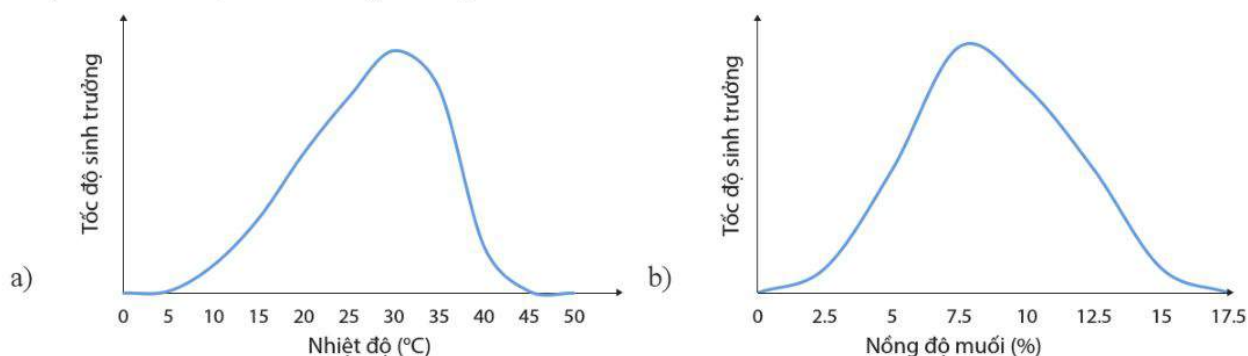 Tốc độ sinh trưởng
a)
0 5 10 15 20 25 30 35 40 45 50
Nhiệt độ (°C)
Tốc độ sinh trưởng
b)
0 2.5 5 7.5 10 12.5 15 17.5
Nồng độ muối (%)